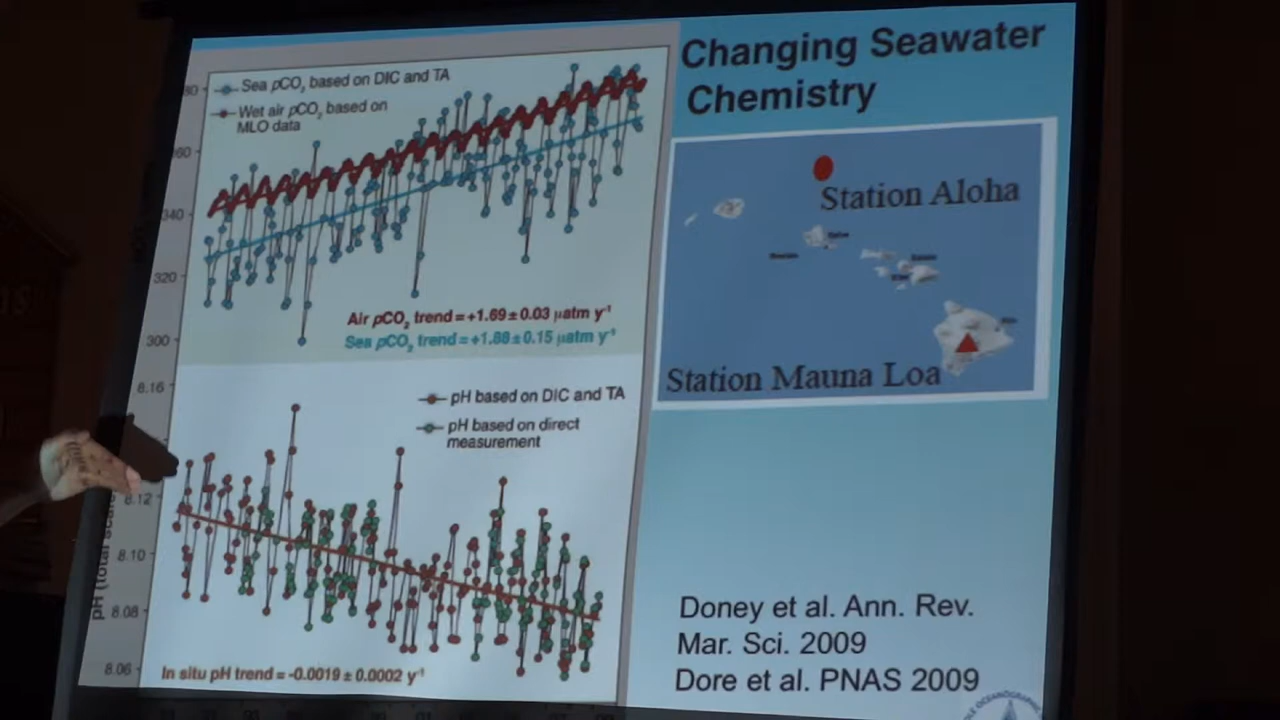 Changing Seawater
Chemistry
Sea pCO₂ based on DIC and TA
Wet air pCO₂ based on
MLO data
340
320
300
Air pCO₂ trend = +1.69 ± 0.03 µatm y⁻¹
Sea pCO₂ trend = +1.88 ± 0.15 µatm y⁻¹
8.16
pH based on DIC and TA
pH based on direct
measurement
8.12
8.10
8.08
8.06
pH (total
In situ pH trend = -0.0019 ± 0.0002 y⁻¹
Station Aloha
Station Mauna Loa
Doney et al. Ann. Rev.
Mar. Sci. 2009
Dore et al. PNAS 2009
OCEANOGRAPHIC